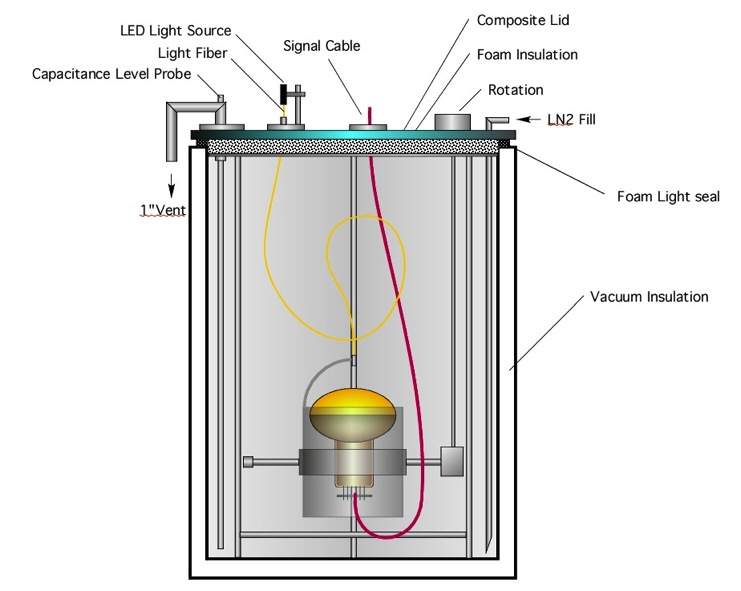 Composite Lid
LED Light Source
Signal Cable
Light Fiber
Foam Insulation
Capacitance Level Probe
Rotation
LN2 Fill
Foam Light seal
1"Vent
Vacuum Insulation